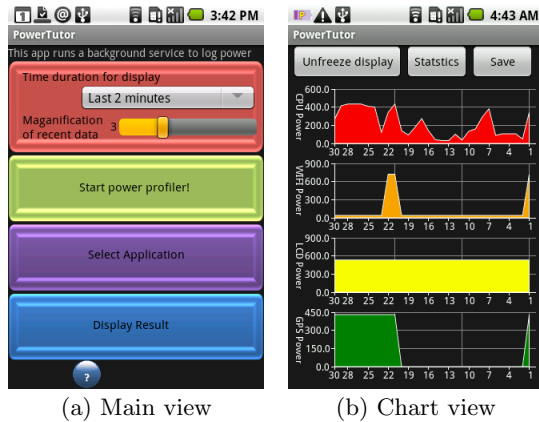 3:42 PM
PowerTutor
This app runs a background service to log power
Time duration for display
Last 2 minutes
Maganification
of recent data
3
Start power profiler!
Select Application
Display Result
?
(a) Main view
4:43 AM
PowerTutor
Unfreeze display Statstics Save
CPU Power
600.0
400.0
200.0
0.0
30 28 25 22 19 16 13 10 7 4 1
WIFI Power
900.0
600.0
300.0
0.0
30 28 25 22 19 16 13 10 7 4 1
LCD Power
900.0
600.0
300.0
0.0
30 28 25 22 19 16 13 10 7 4 1
GPS Power
450.0
300.0
150.0
0.0
30 28 25 22 19 16 13 10 7 4 1
(b) Chart view